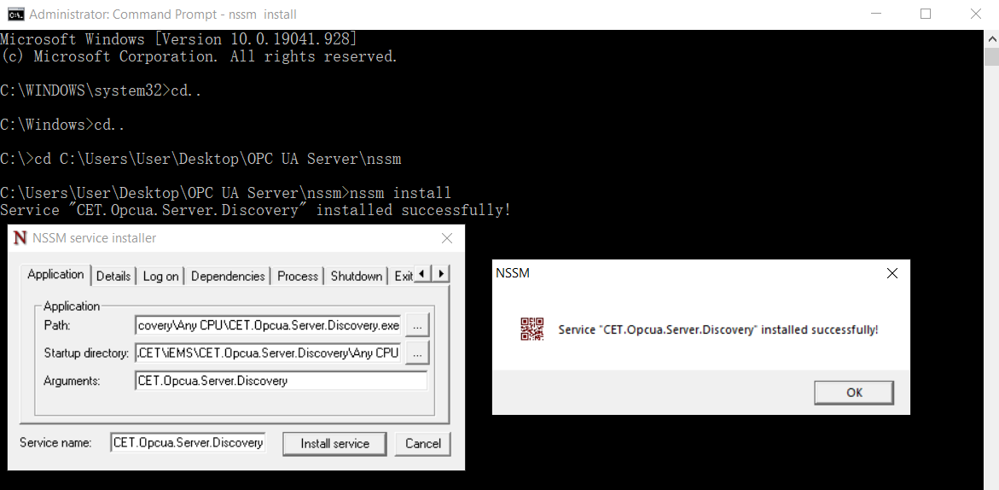 Administrator: Command Prompt - nssm  install
Microsoft Windows [Version 10.0.19041.928]
(c) Microsoft Corporation. All rights reserved.
C:\WINDOWS\system32>cd..
C:\Windows>cd..
C:\>cd C:\Users\User\Desktop\OPC UA Server\nssm
C:\Users\User\Desktop\OPC UA Server\nssm>nssm install
Service "CET.Opcua.Server.Discovery" installed successfully!
NSSM service installer
Application Details Log on Dependencies Process Shutdown Exit
Application
Path: covery\Any CPU\CET.Opcua.Server.Discovery.exe ...
Startup directory: .CET\iEMS\CET.Opcua.Server.Discovery\Any CPU ...
Arguments: CET.Opcua.Server.Discovery
Service name: CET.Opcua.Server.Discovery Install service Cancel
NSSM
Service "CET.Opcua.Server.Discovery" installed successfully!
OK